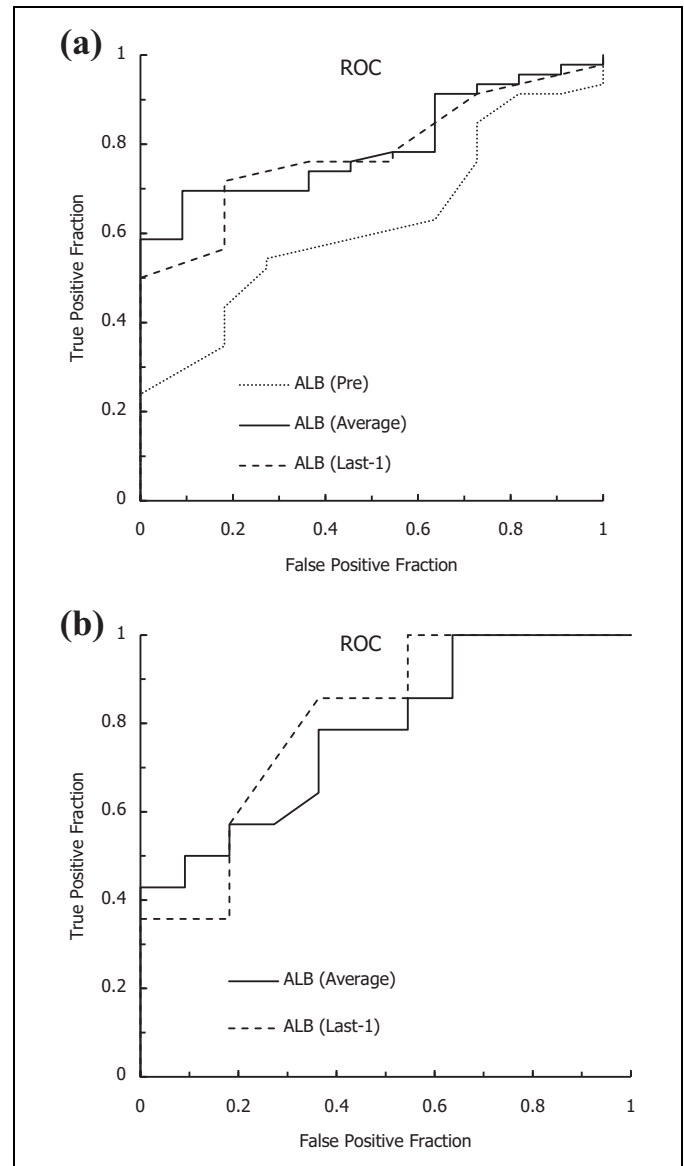 (a)
ROC
1
0.8
0.6
0.4
0.2
0
True Positive Fraction
ALB (Pre)
ALB (Average)
ALB (Last-1)
0 0.2 0.4 0.6 0.8 1
False Positive Fraction
(b)
ROC
1
0.8
0.6
0.4
0.2
0
True Positive Fraction
ALB (Average)
ALB (Last-1)
0 0.2 0.4 0.6 0.8 1
False Positive Fraction